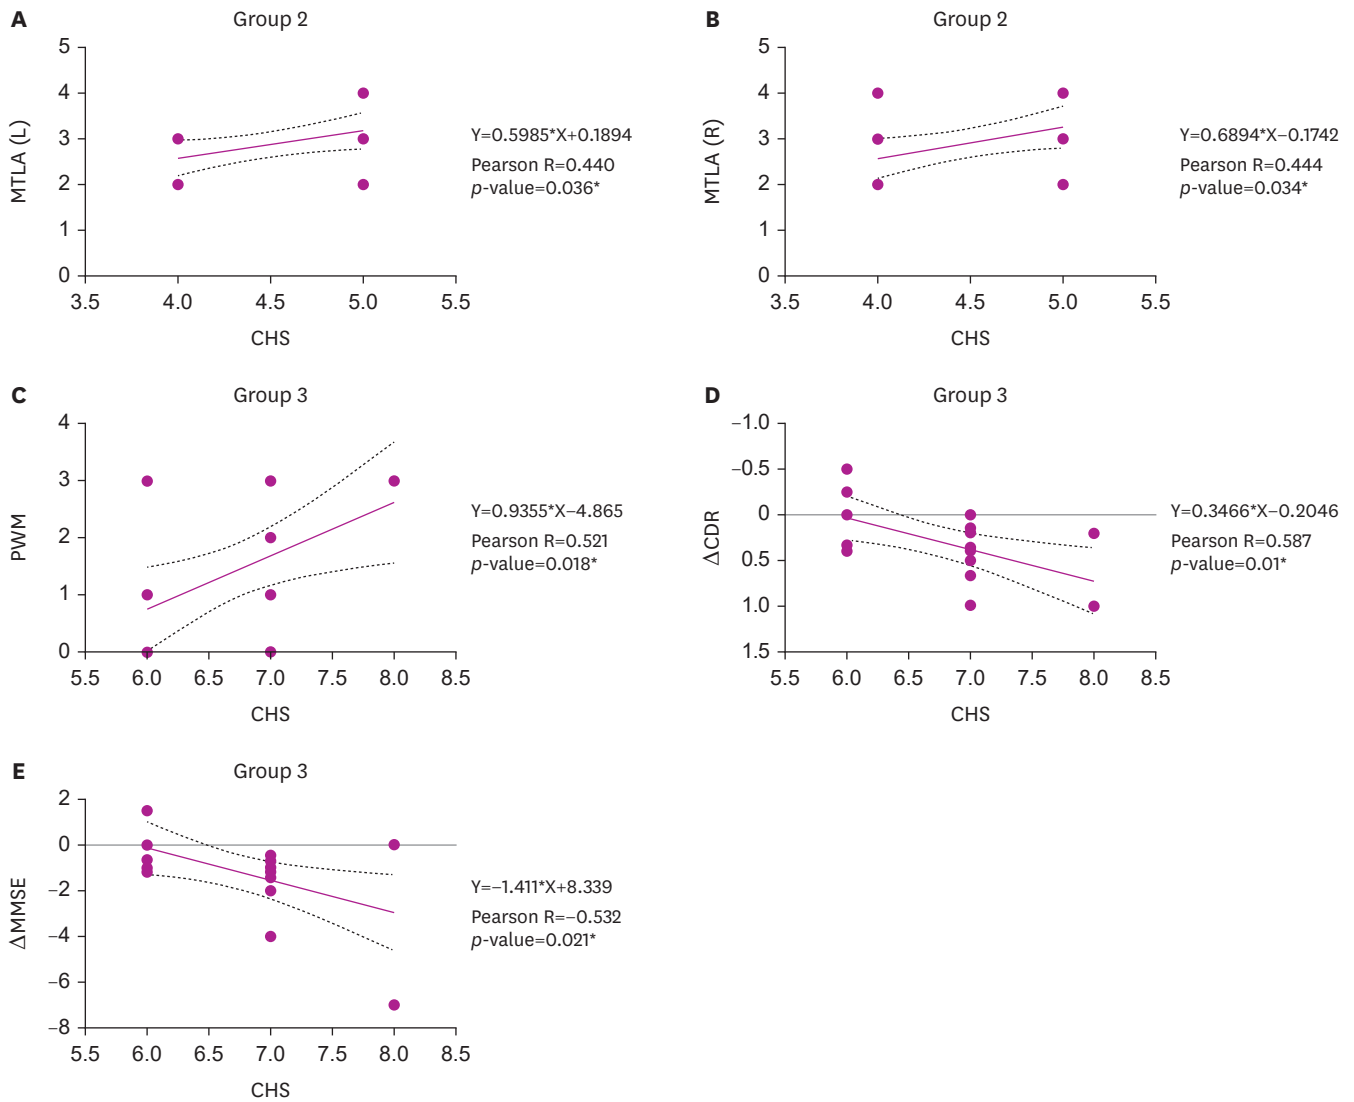 A
Group 2
5
4
3
2
1
0
MTLA (L)
3.5 4.0 4.5 5.0 5.5
CHS
Y=0.5985*X+0.1894
Pearson R=0.440
p-value=0.036*
B
Group 2
5
4
3
2
1
0
MTLA (R)
3.5 4.0 4.5 5.0 5.5
CHS
Y=0.6894*X−0.1742
Pearson R=0.444
p-value=0.034*
C
Group 3
4
3
2
1
0
PWM
5.5 6.0 6.5 7.0 7.5 8.0 8.5
CHS
Y=0.9355*X−4.865
Pearson R=0.521
p-value=0.018*
D
Group 3
−1.0
−0.5
0
0.5
1.0
1.5
ΔCDR
5.5 6.0 6.5 7.0 7.5 8.0 8.5
CHS
Y=0.3466*X−0.2046
Pearson R=0.587
p-value=0.01*
E
Group 3
2
0
−2
−4
−6
−8
ΔMMSE
5.5 6.0 6.5 7.0 7.5 8.0 8.5
CHS
Y=−1.411*X+8.339
Pearson R=−0.532
p-value=0.021*